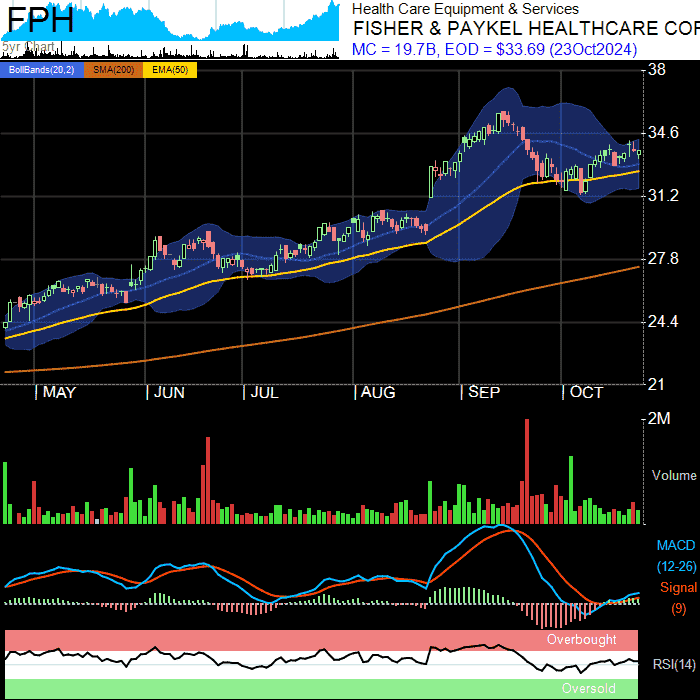 FPH
5yr Chart
Health Care Equipment & Services
FISHER & PAYKEL HEALTHCARE COR
MC = 19.7B, EOD = $33.69 (23Oct2024)
BollBands(20,2) SMA(200) EMA(50)
38
34.6
31.2
27.8
24.4
21
MAY JUN JUL AUG SEP OCT
2M
Volume
MACD
(12-26)
Signal
(9)
Overbought
RSI(14)
Oversold